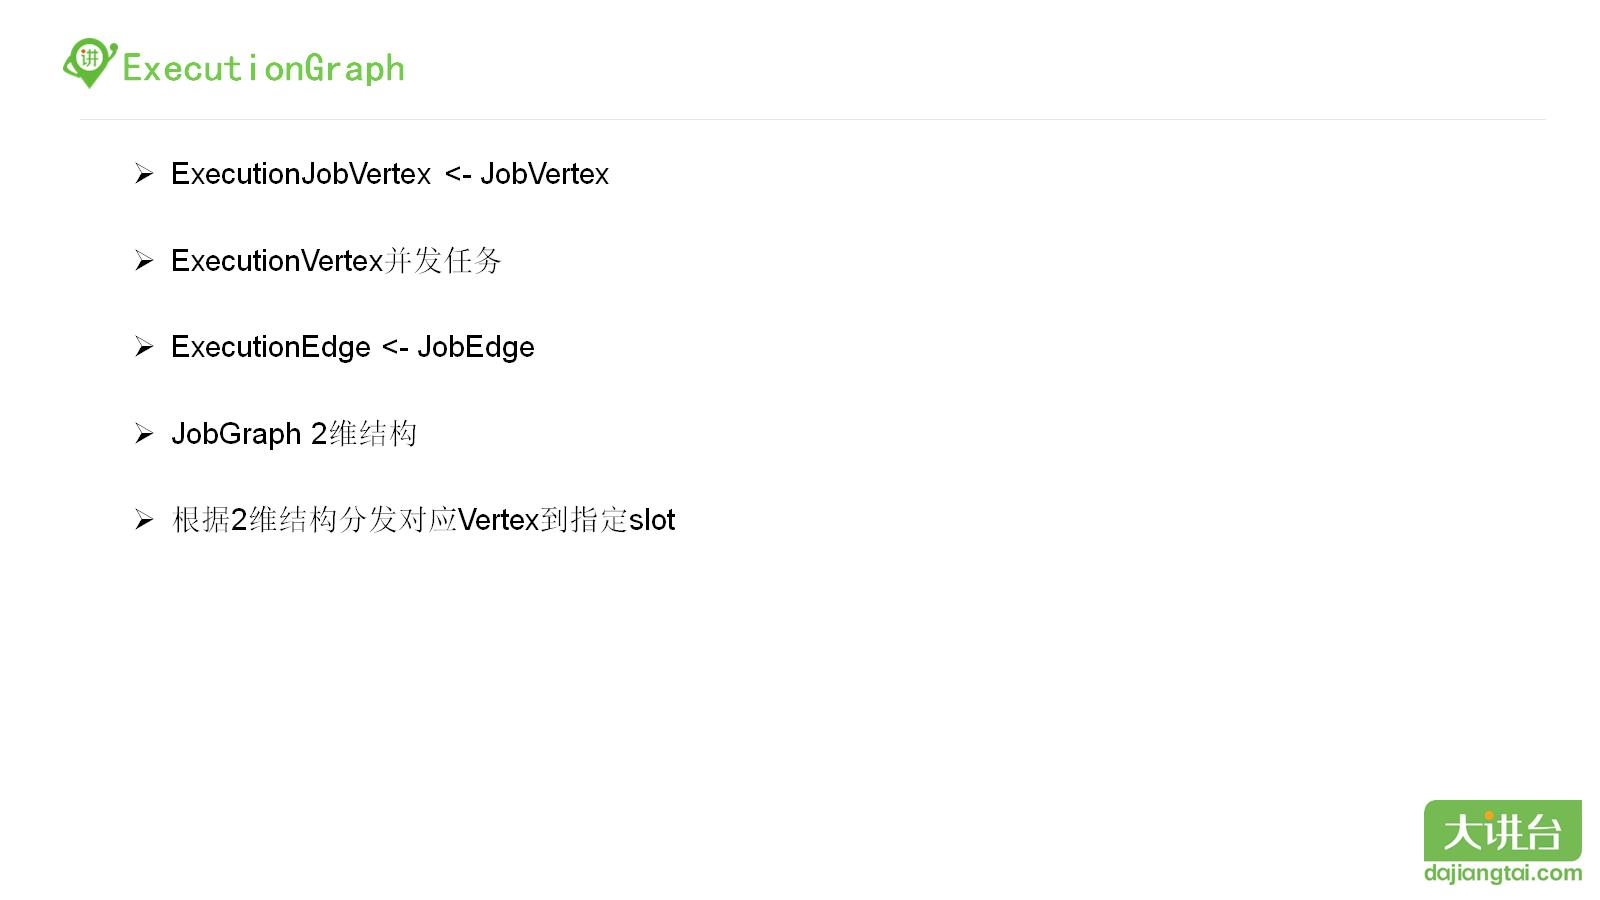 讲
ExecutionGraph
ExecutionJobVertex <- JobVertex
ExecutionVertex并发任务
ExecutionEdge <- JobEdge
JobGraph 2维结构
根据2维结构分发对应Vertex到指定slot
大讲台
dajiangtai.com